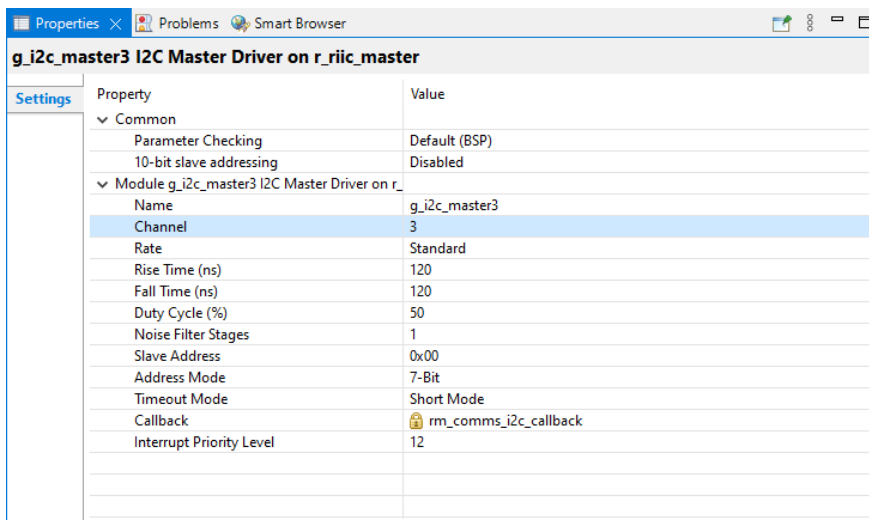 Properties Problems Smart Browser
g_i2c_master3 I2C Master Driver on r_riic_master
Settings
Property Value
Common
Parameter Checking Default (BSP)
10-bit slave addressing Disabled
Module g_i2c_master3 I2C Master Driver on r_
Name g_i2c_master3
Channel 3
Rate Standard
Rise Time (ns) 120
Fall Time (ns) 120
Duty Cycle (%) 50
Noise Filter Stages 1
Slave Address 0x00
Address Mode 7-Bit
Timeout Mode Short Mode
Callback rm_comms_i2c_callback
Interrupt Priority Level 12